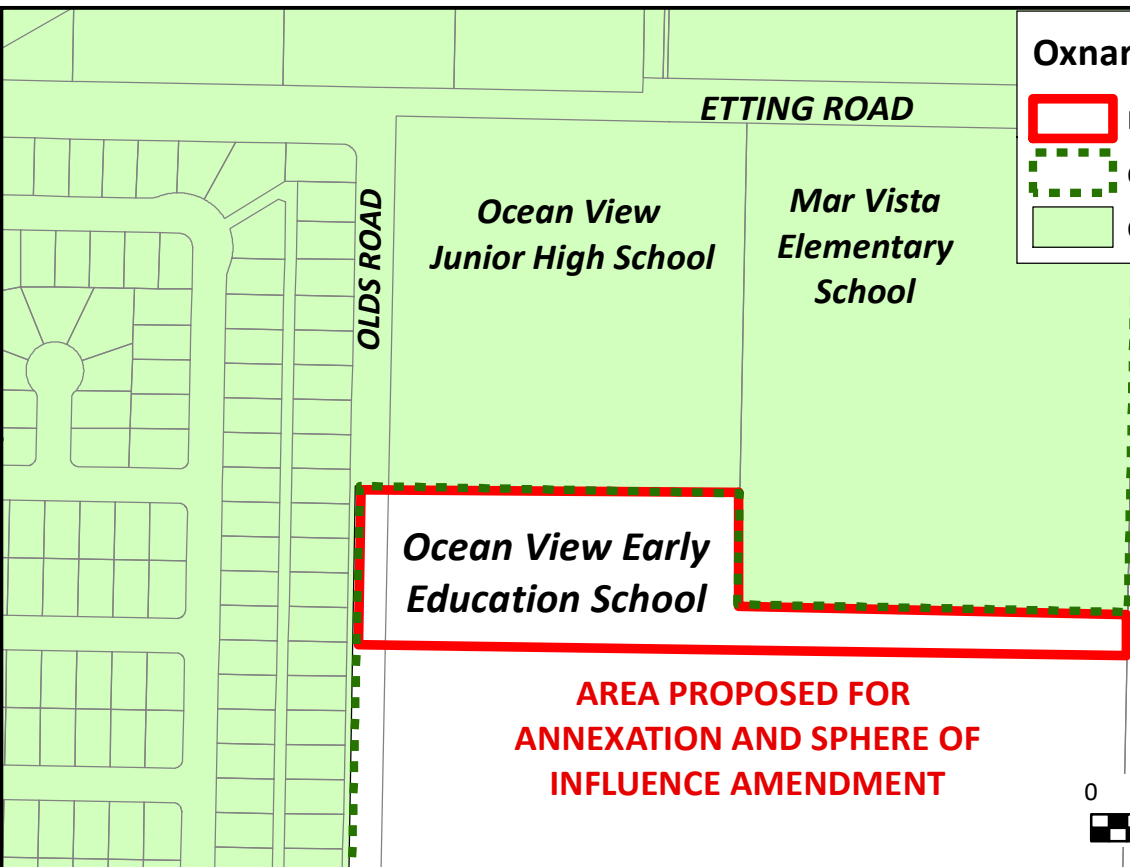 Oxnar
ETTING ROAD
OLDS ROAD
Ocean View
Junior High School
Mar Vista
Elementary
School
Ocean View Early
Education School
AREA PROPOSED FOR
ANNEXATION AND SPHERE OF
INFLUENCE AMENDMENT
0